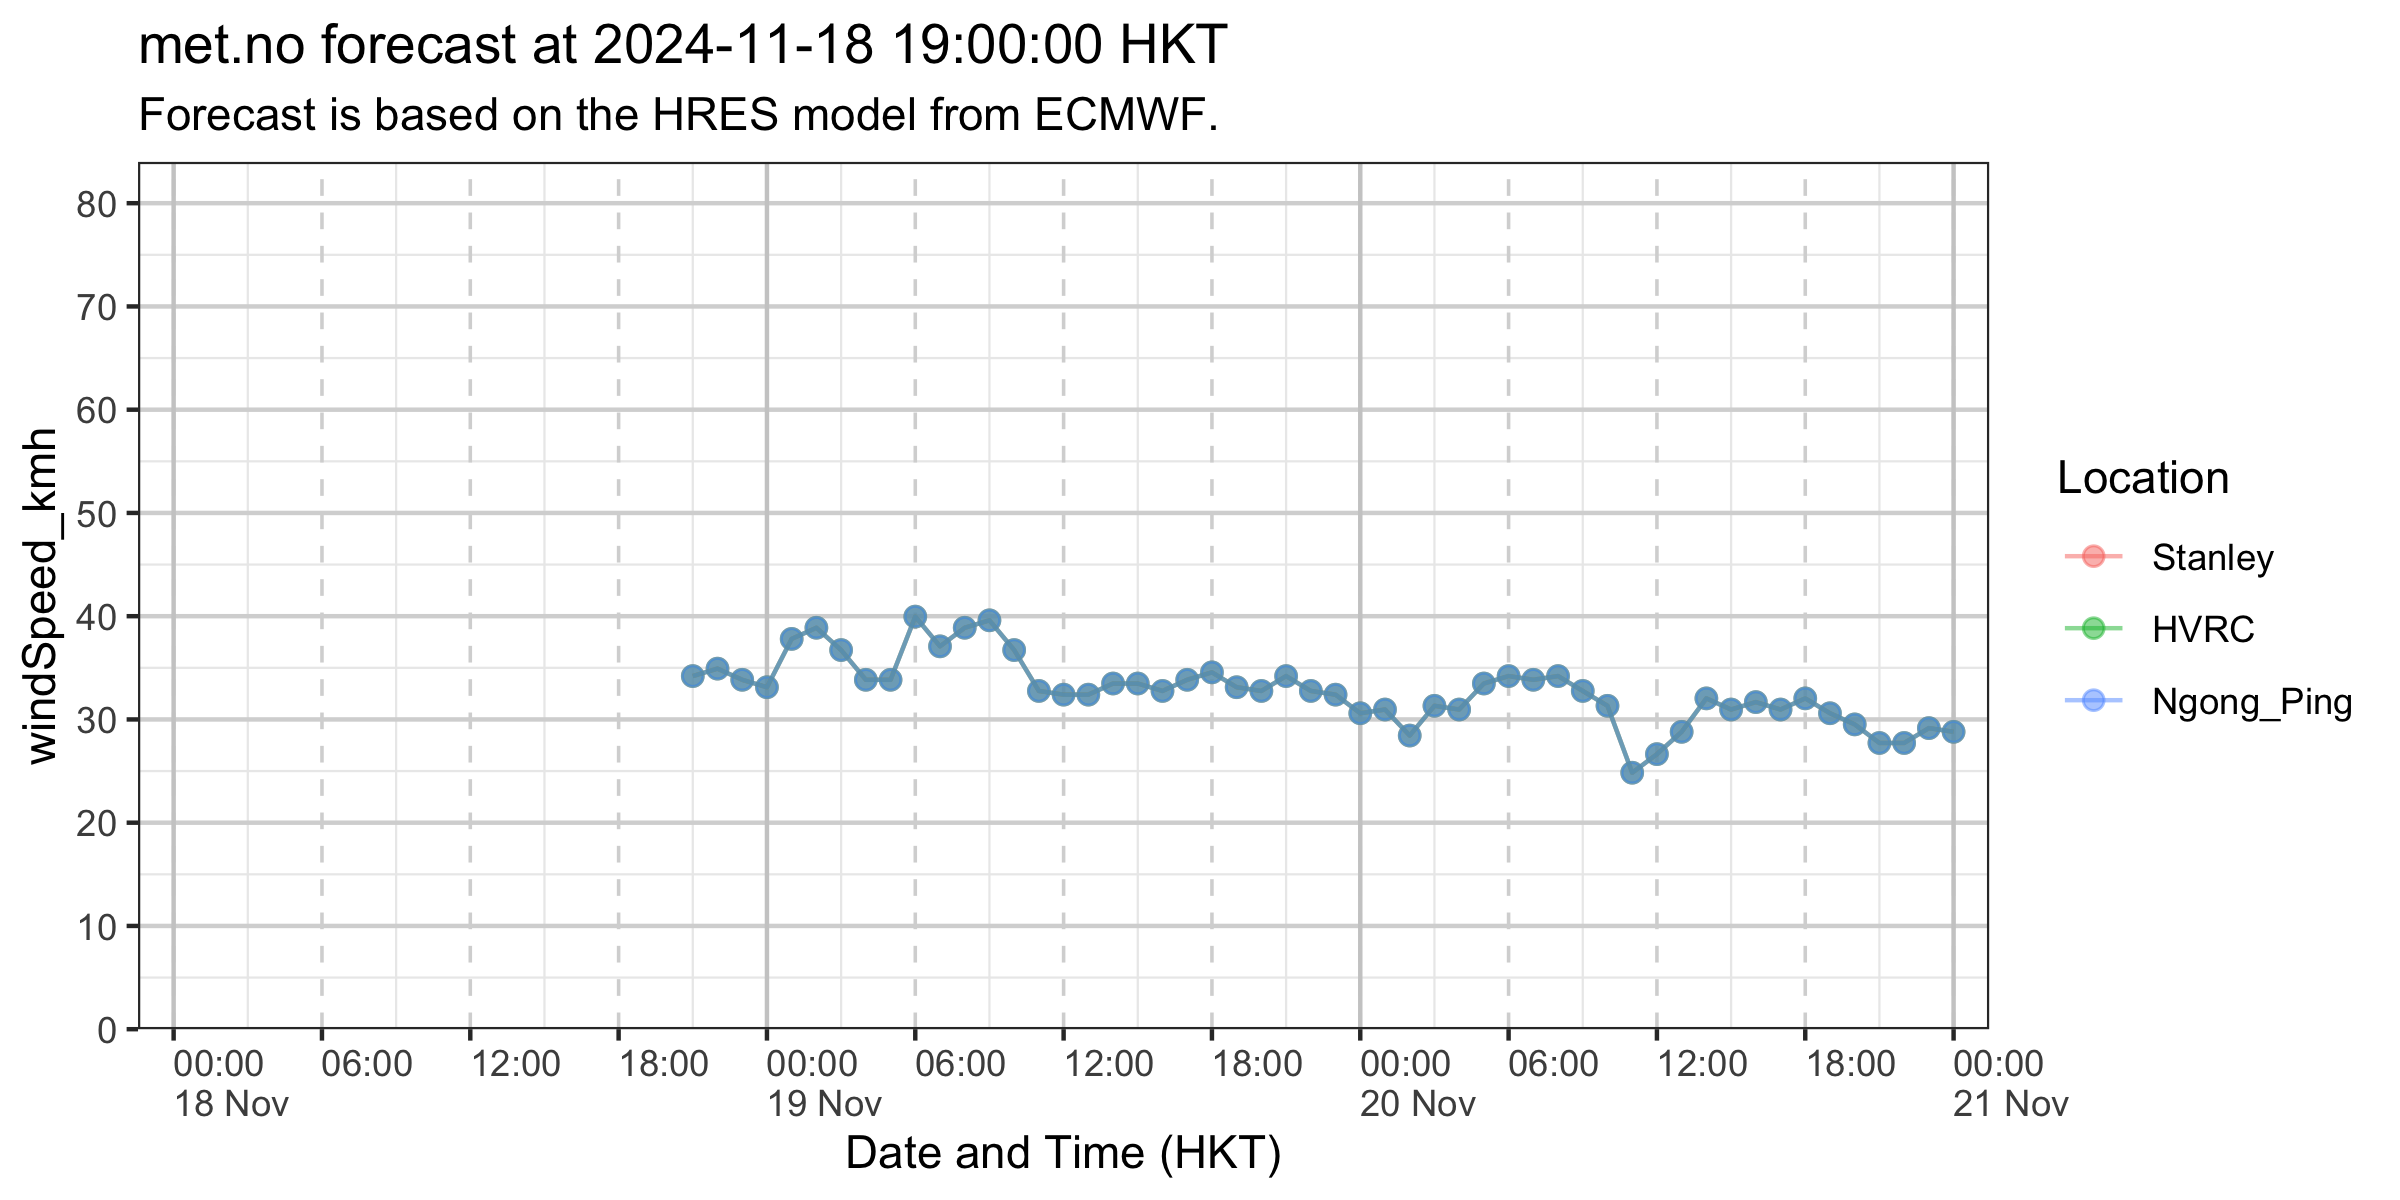 met.no forecast at 2024-11-18 19:00:00 HKT
Forecast is based on the HRES model from ECMWF.
windSpeed_kmh
80
70
60
50
40
30
20
10
0
00:00 06:00 12:00 18:00 00:00 06:00 12:00 18:00 00:00 06:00 12:00 18:00 00:00
18 Nov 19 Nov 20 Nov 21 Nov
Date and Time (HKT)
Location
Stanley
HVRC
Ngong_Ping